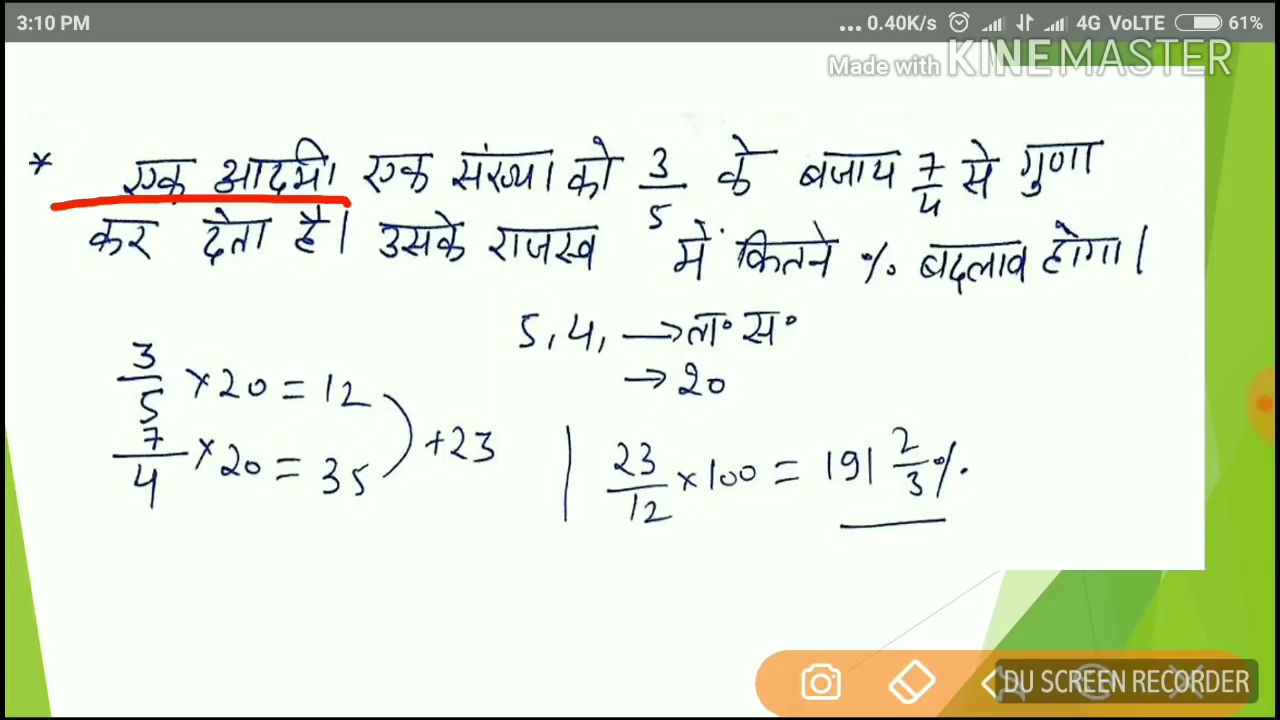 3:10 PM ... 0.40K/s 4G VoLTE 61%
Made with KINEMASTER
* एक आदमी एक संख्या को 3/5 के बजाय 7/4 से गुणा
कर देता है। उसके राजस्व में कितने % बदलाव होगा।
5, 4, → ल॰ स॰
→ 20
3/5 × 20 = 12
7/4 × 20 = 35
+23
23/12 × 100 = 191 2/3 %
DU SCREEN RECORDER